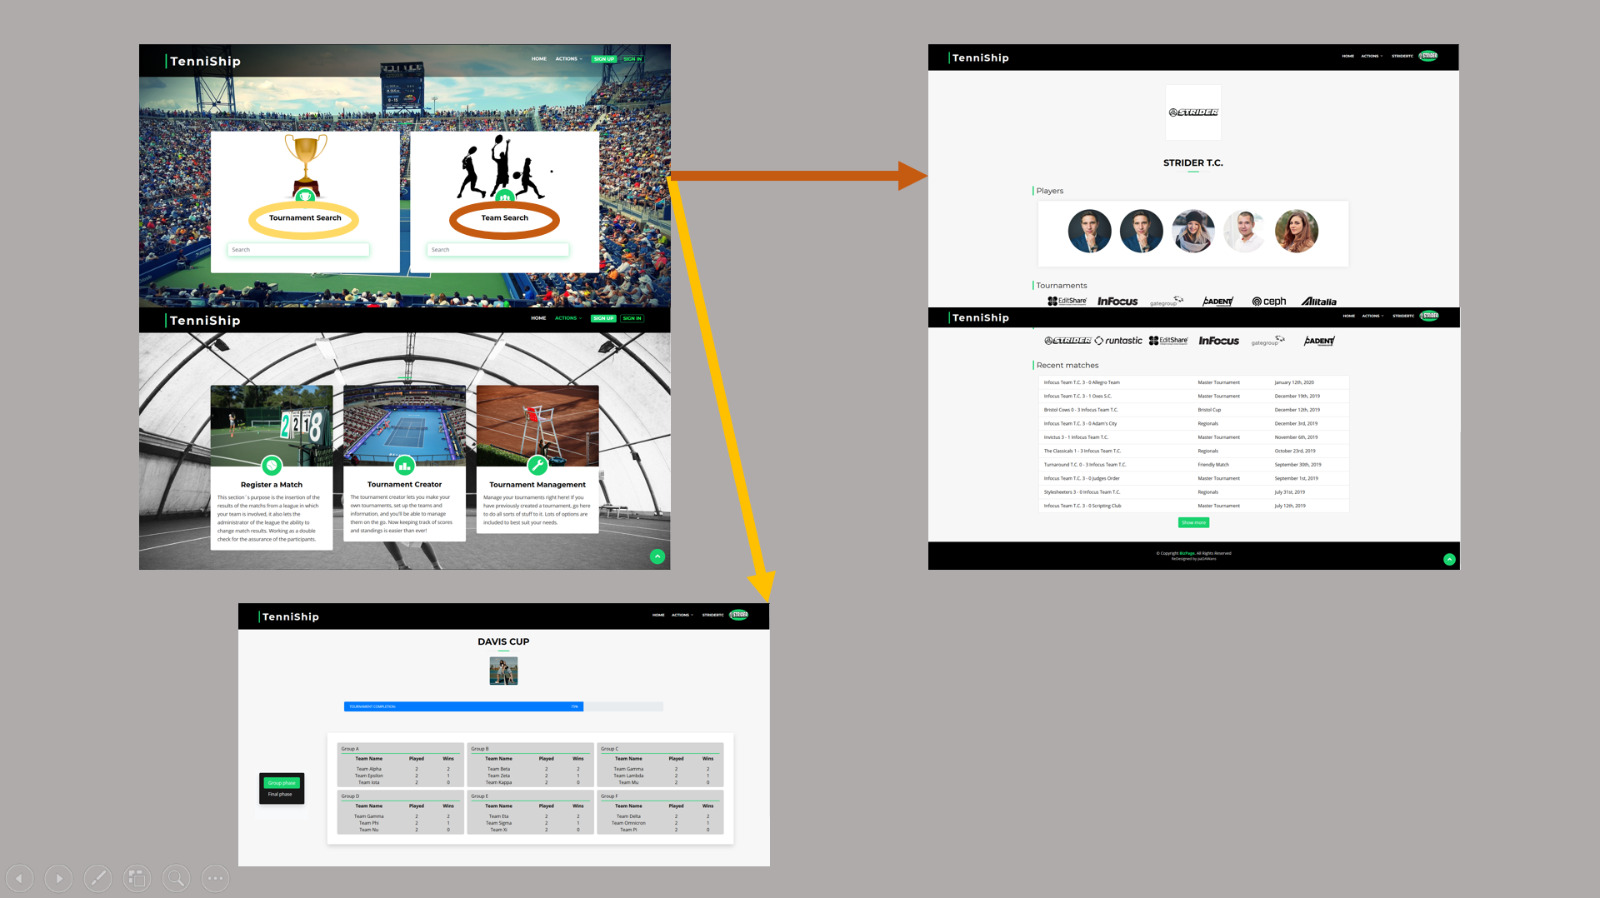 TenniShip
HOME ACTIONS SIGN UP SIGN IN
Tournament Search
Team Search
Search
Search
TenniShip
HOME ACTIONS SIGN UP SIGN IN
2 2 1 8
Register a Match
This section´s purpose is the insertion of the
results of the matchs from a league in which
your team is involved, it also lets the
administrator of the league the ability to
change match results. Working as a double
check for the assurance of the participants.
Tournament Creator
The tournament creator lets you make your
own tournaments, set up the teams and
information, and you'll be able to manage
them on the go. Now keeping track of scores
and standings is easier than ever!
Tournament Management
Manage your tournaments right here! If you
have previously created a tournament, go here
to do all sorts of stuff to it. Lots of options are
included to best suit your needs.
TenniShip
HOME ACTIONS STRIDERTC STRIDER
STRIDER
STRIDER T.C.
Players
Tournaments
EditShare InFocus gategroup CADENT ceph Alitalia
TenniShip
HOME ACTIONS STRIDERTC STRIDER
STRIDER runtastic EditShare InFocus gategroup CADENT
Recent matches
Infocus Team T.C. 3 - 0 Allegro Team Master Tournament January 12th, 2020
Infocus Team T.C. 3 - 1 Oxes S.C. Master Tournament December 19th, 2019
Bristol Cows 0 - 3 Infocus Team T.C. Bristol Cup December 12th, 2019
Infocus Team T.C. 3 - 0 Adam's City Regionals December 3rd, 2019
Invictus 3 - 1 Infocus Team T.C. Master Tournament November 6th, 2019
The Classicals 1 - 3 Infocus Team T.C. Regionals October 23rd, 2019
Turnaround T.C. 0 - 3 Infocus Team T.C. Friendly Match September 30th, 2019
Infocus Team T.C. 3 - 0 Judges Order Master Tournament September 1st, 2019
Stylesheeters 3 - 0 Infocus Team T.C. Regionals July 31st, 2019
Infocus Team T.C. 3 - 0 Scripting Club Master Tournament July 12th, 2019
Show more
© Copyright BizPage. All Rights Reserved
TenniShip
HOME ACTIONS STRIDERTC STRIDER
DAVIS CUP
TOURNAMENT COMPLETION 75%
Group phase
Final phase
Group A
Team Name Played Wins
Team Alpha 2 2
Team Epsilon 2 1
Team Iota 2 0
Group B
Team Name Played Wins
Team Beta 2 2
Team Zeta 2 1
Team Kappa 2 0
Group C
Team Name Played Wins
Team Gamma 2 2
Team Lambda 2 1
Team Mu 2 0
Group D
Team Name Played Wins
Team Gamma 2 2
Team Phi 2 1
Team Nu 2 0
Group E
Team Name Played Wins
Team Eta 2 2
Team Sigma 2 1
Team Xi 2 0
Group F
Team Name Played Wins
Team Delta 2 2
Team Omnicron 2 1
Team Pi 2 0